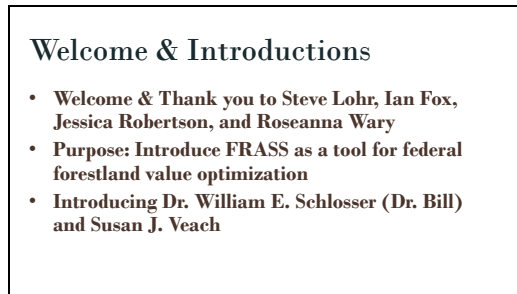 Welcome & Introductions
• Welcome & Thank you to Steve Lohr, Ian Fox,
Jessica Robertson, and Roseanna Wary
• Purpose: Introduce FRASS as a tool for federal
forestland value optimization
• Introducing Dr. William E. Schlosser (Dr. Bill)
and Susan J. Veach